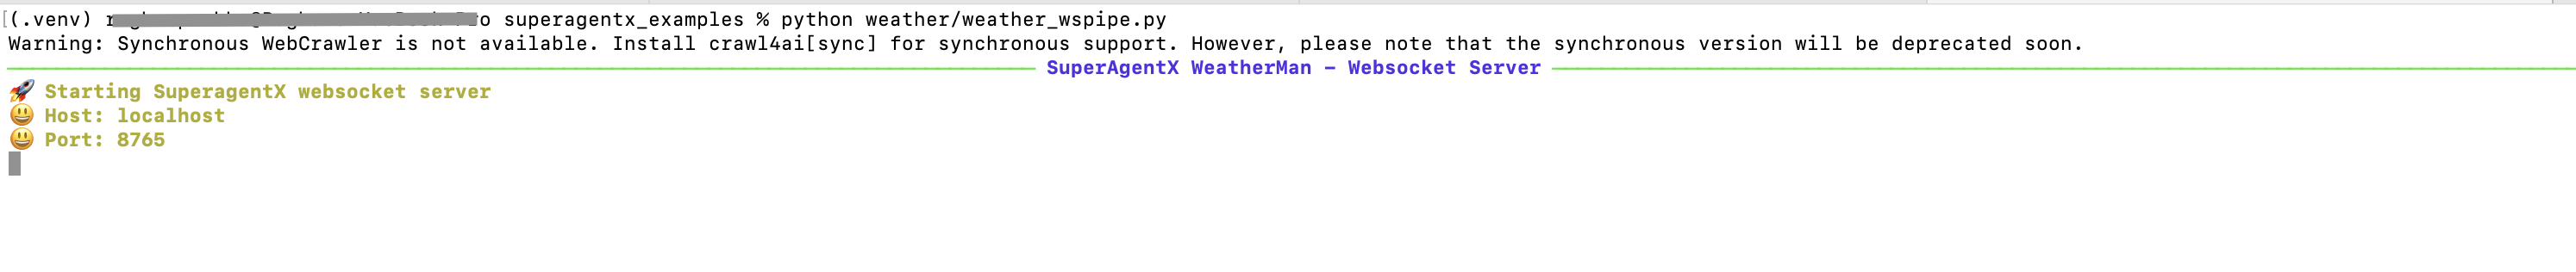 (.venv) superagentx_examples % python weather/weather_wspipe.py
Warning: Synchronous WebCrawler is not available. Install crawl4ai[sync] for synchronous support. However, please note that the synchronous version will be deprecated soon.
SuperAgentX WeatherMan - Websocket Server
🚀 Starting SuperagentX websocket server
😃 Host: localhost
😃 Port: 8765